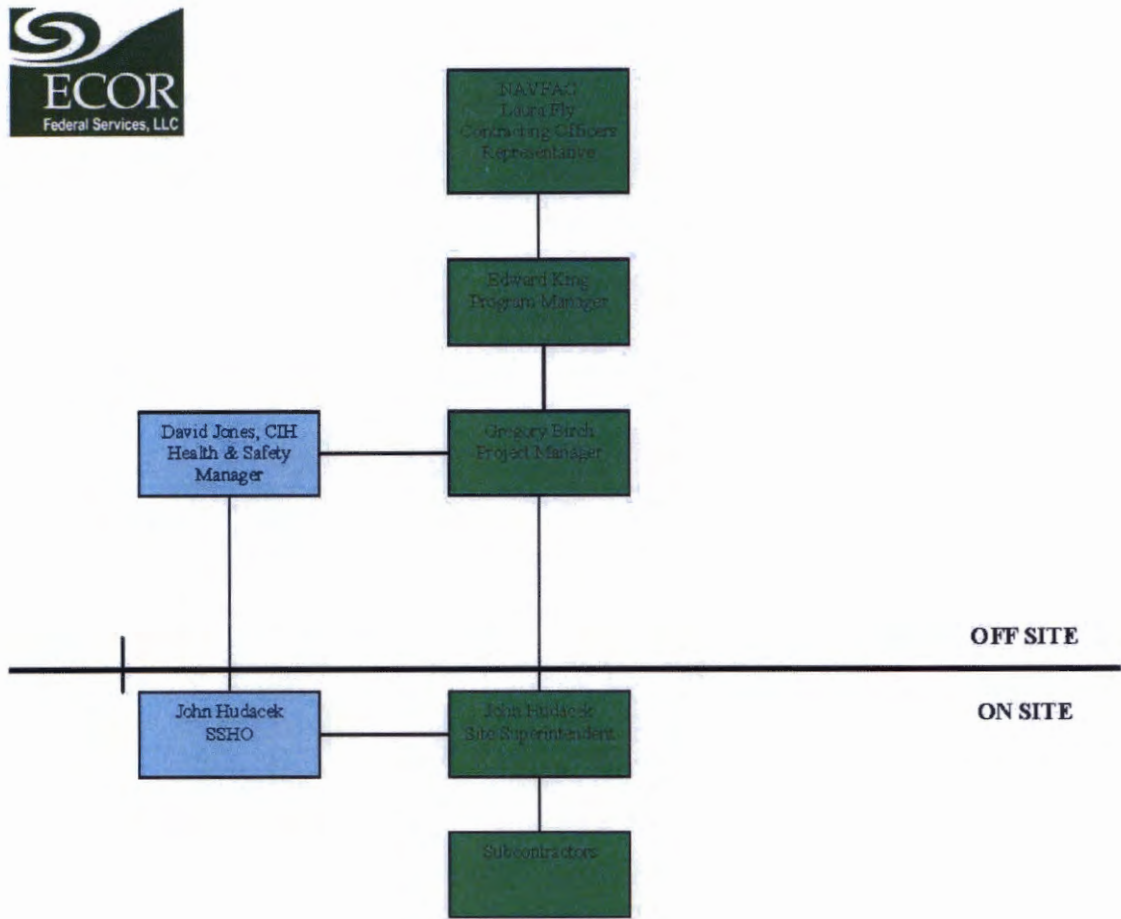 ECOR
Federal Services, LLC
NAVFAC
Laura Fly
Contracting Officers
Representative
Edward King
Program Manager
David Jones, CIH
Health & Safety
Manager
Gregory Birch
Project Manager
OFF SITE
ON SITE
John Hudacek
SSHO
John Hudacek
Site Superintendent
Subcontractors